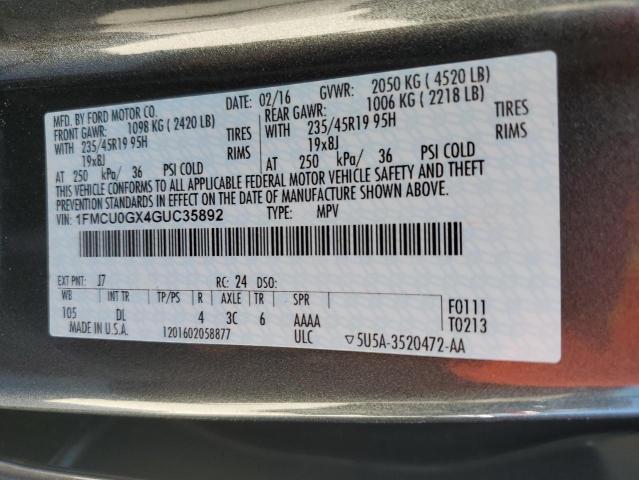 MFD. BY FORD MOTOR CO. DATE: 02/16 GVWR: 2050 KG ( 4520 LB)
FRONT GAWR: 1098 KG ( 2420 LB) REAR GAWR: 1006 KG ( 2218 LB)
WITH 235/45R19 95H TIRES WITH 235/45R19 95H TIRES
19x8J RIMS 19x8J RIMS
AT 250 kPa/ 36 PSI COLD AT 250 kPa/ 36 PSI COLD
THIS VEHICLE CONFORMS TO ALL APPLICABLE FEDERAL MOTOR VEHICLE SAFETY AND THEFT
PREVENTION STANDARDS IN EFFECT ON THE DATE OF MANUFACTURE SHOWN ABOVE.
VIN: 1FMCU0GX4GUC35892 TYPE: MPV
EXT PNT: J7 RC: 24 DSO:
WB INT TR TP/PS R AXLE TR SPR F0111
105 DL 4 3C 6 AAAA T0213
MADE IN U.S.A. 1201602058877 ULC ▽5U5A-3520472-AA